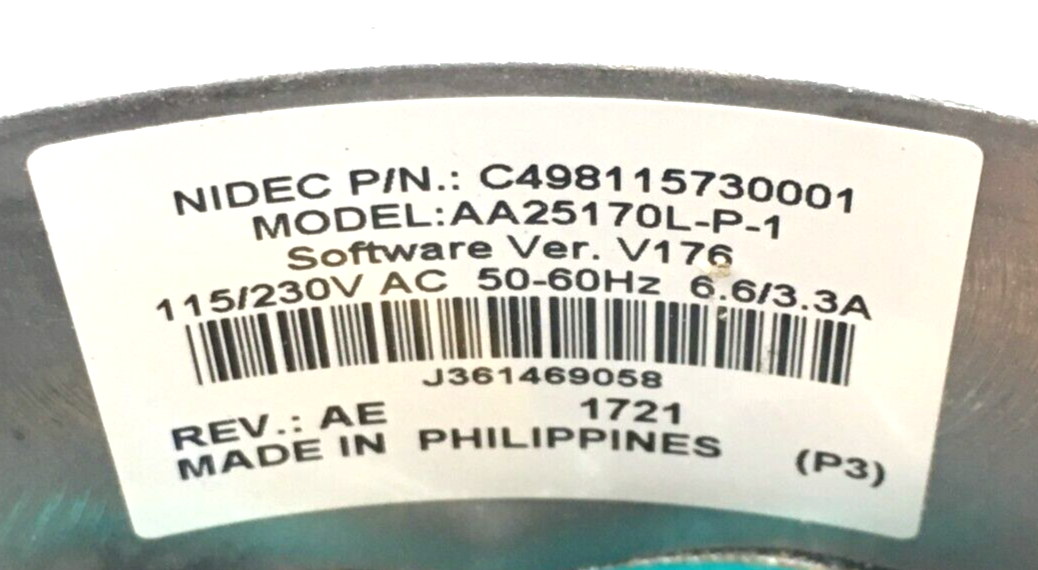 NIDEC P/N.: C498115730001
MODEL:AA25170L-P-1
Software Ver. V176
115/230V AC 50-60Hz 6.6/3.3A
J361469058
REV.: AE 1721
MADE IN PHILIPPINES (P3)